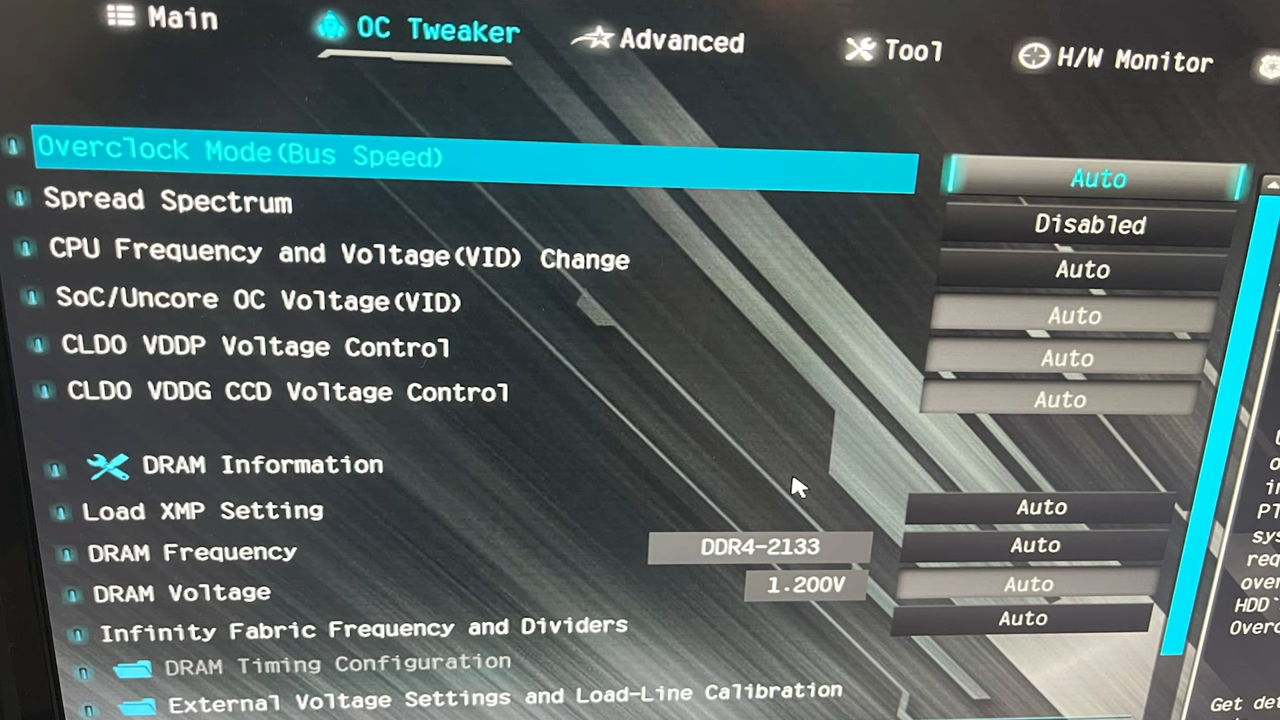 Main
OC Tweaker
Advanced
Tool
H/W Monitor
Overclock Mode(Bus Speed)
Auto
Spread Spectrum
Disabled
CPU Frequency and Voltage(VID) Change
Auto
SoC/Uncore OC Voltage(VID)
Auto
CLDO VDDP Voltage Control
Auto
CLDO VDDG CCD Voltage Control
Auto
DRAM Information
Load XMP Setting
Auto
DRAM Frequency
DDR4-2133
Auto
DRAM Voltage
1.200V
Auto
Infinity Fabric Frequency and Dividers
Auto
DRAM Timing Configuration
External Voltage Settings and Load-Line Calibration
HDD
Get